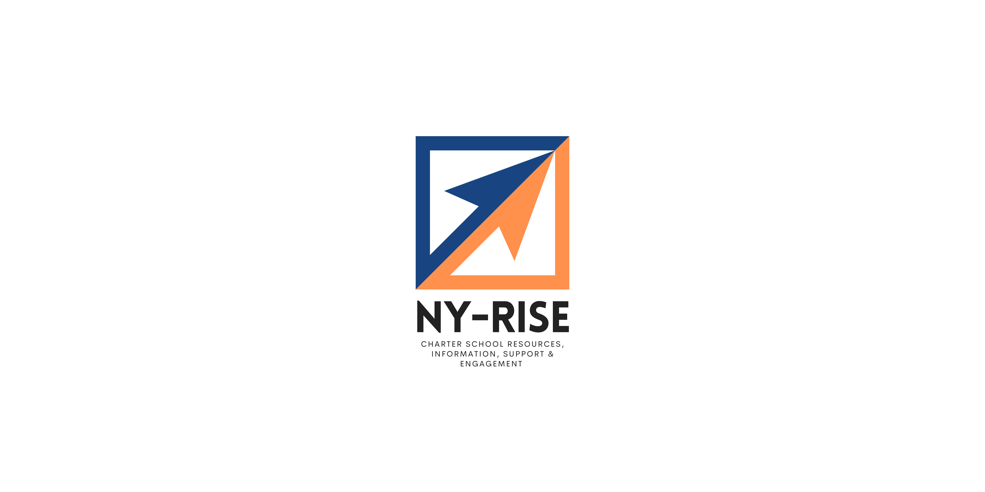 NY-RISE
CHARTER SCHOOL RESOURCES,
INFORMATION, SUPPORT &
ENGAGEMENT